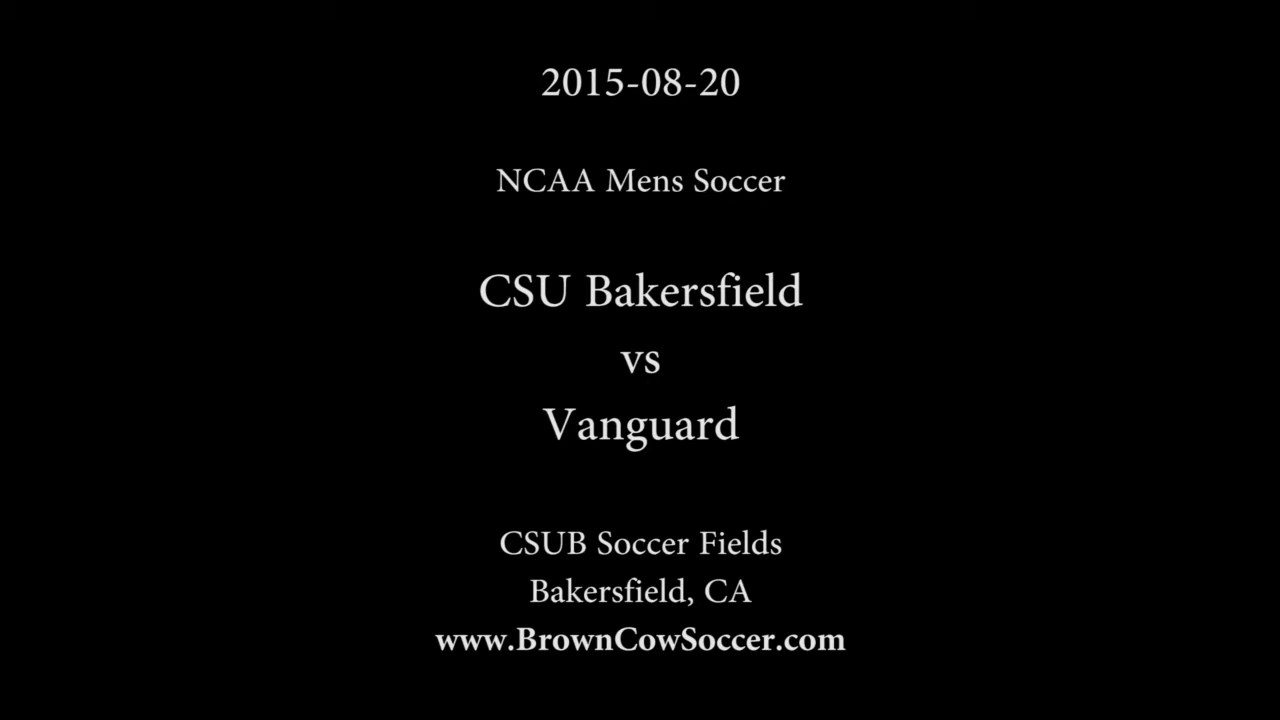 2015-08-20
NCAA Mens Soccer
CSU Bakersfield
vs
Vanguard
CSUB Soccer Fields
Bakersfield, CA
www.BrownCowSoccer.com